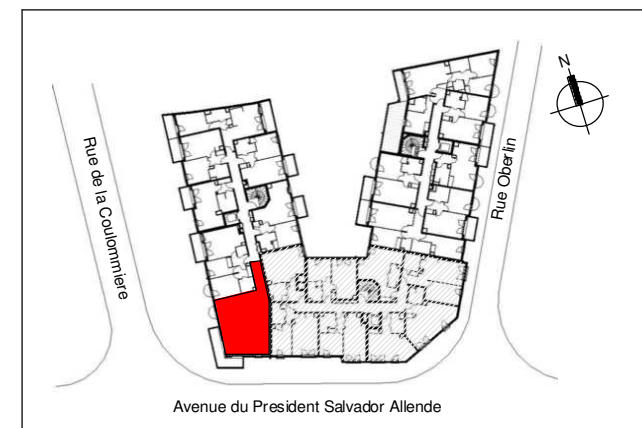 N
Rue de la Coulommiere
Rue Oberlin
Avenue du President Salvador Allende